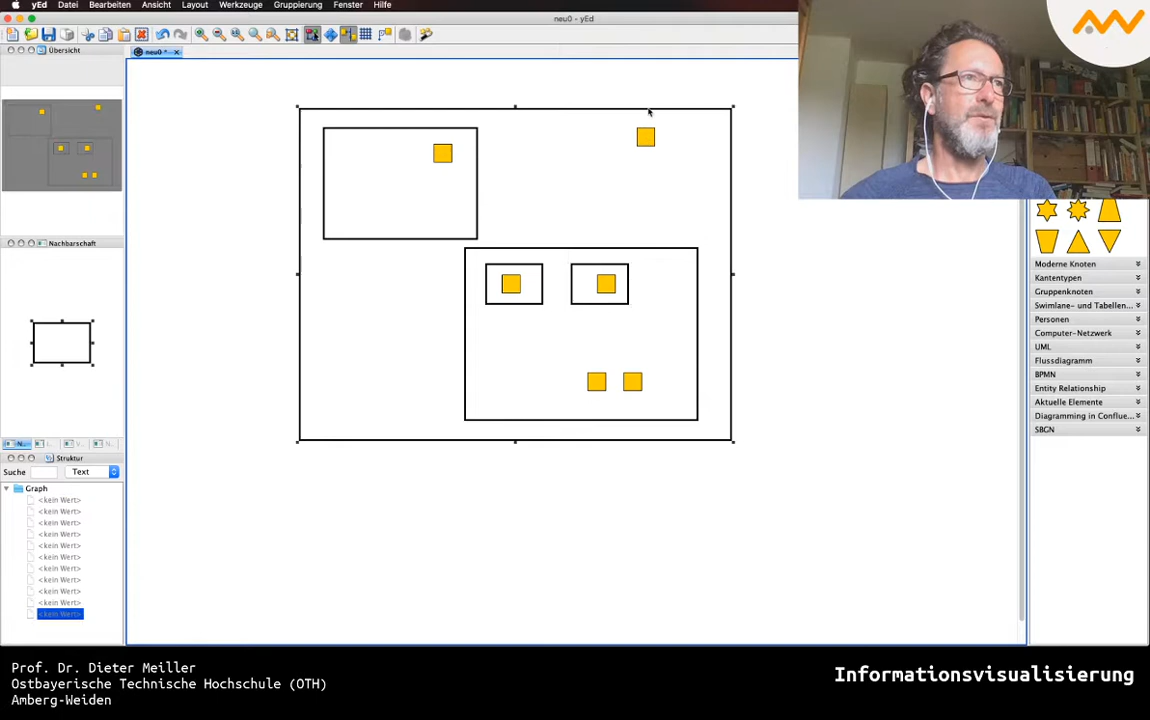 yEd Datei Bearbeiten Ansicht Layout Werkzeuge Gruppierung Fenster Hilfe
neu0 - yEd
Übersicht
neu0 *
Nachbarschaft
N...
Struktur
Suche Text
Graph
<kein Wert>
<kein Wert>
<kein Wert>
<kein Wert>
<kein Wert>
<kein Wert>
<kein Wert>
<kein Wert>
<kein Wert>
<kein Wert>
<kein Wert>
Moderne Knoten
Kantentypen
Gruppenknoten
Swimlane- und Tabellen...
Personen
Computer-Netzwerk
UML
Flussdiagramm
BPMN
Entity Relationship
Aktuelle Elemente
Diagramming in Conflue...
SBGN
Prof. Dr. Dieter Meiller
Ostbayerische Technische Hochschule (OTH)
Amberg-Weiden
Informationsvisualisierung